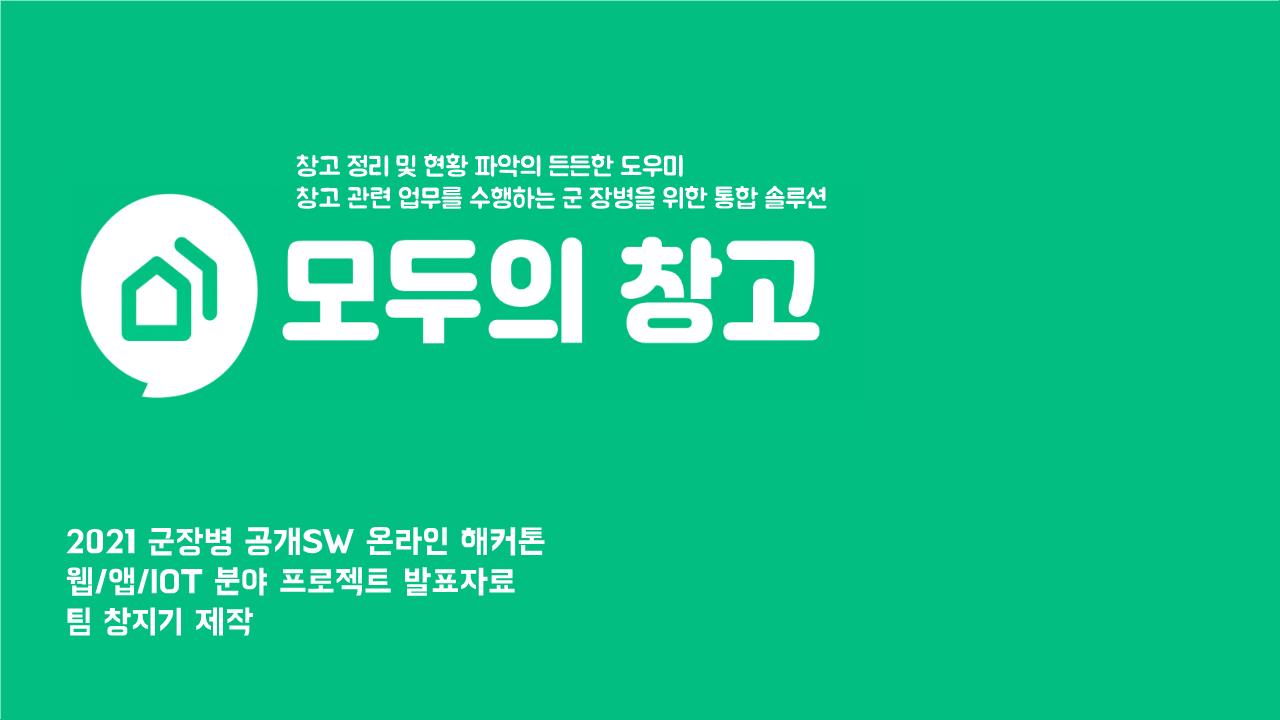 창고 정리 및 현황 파악의 든든한 도우미
창고 관련 업무를 수행하는 군 장병을 위한 통합 솔루션
모두의 창고
2021 군장병 공개SW 온라인 해커톤
웹/앱/IOT 분야 프로젝트 발표자료
팀 창지기 제작